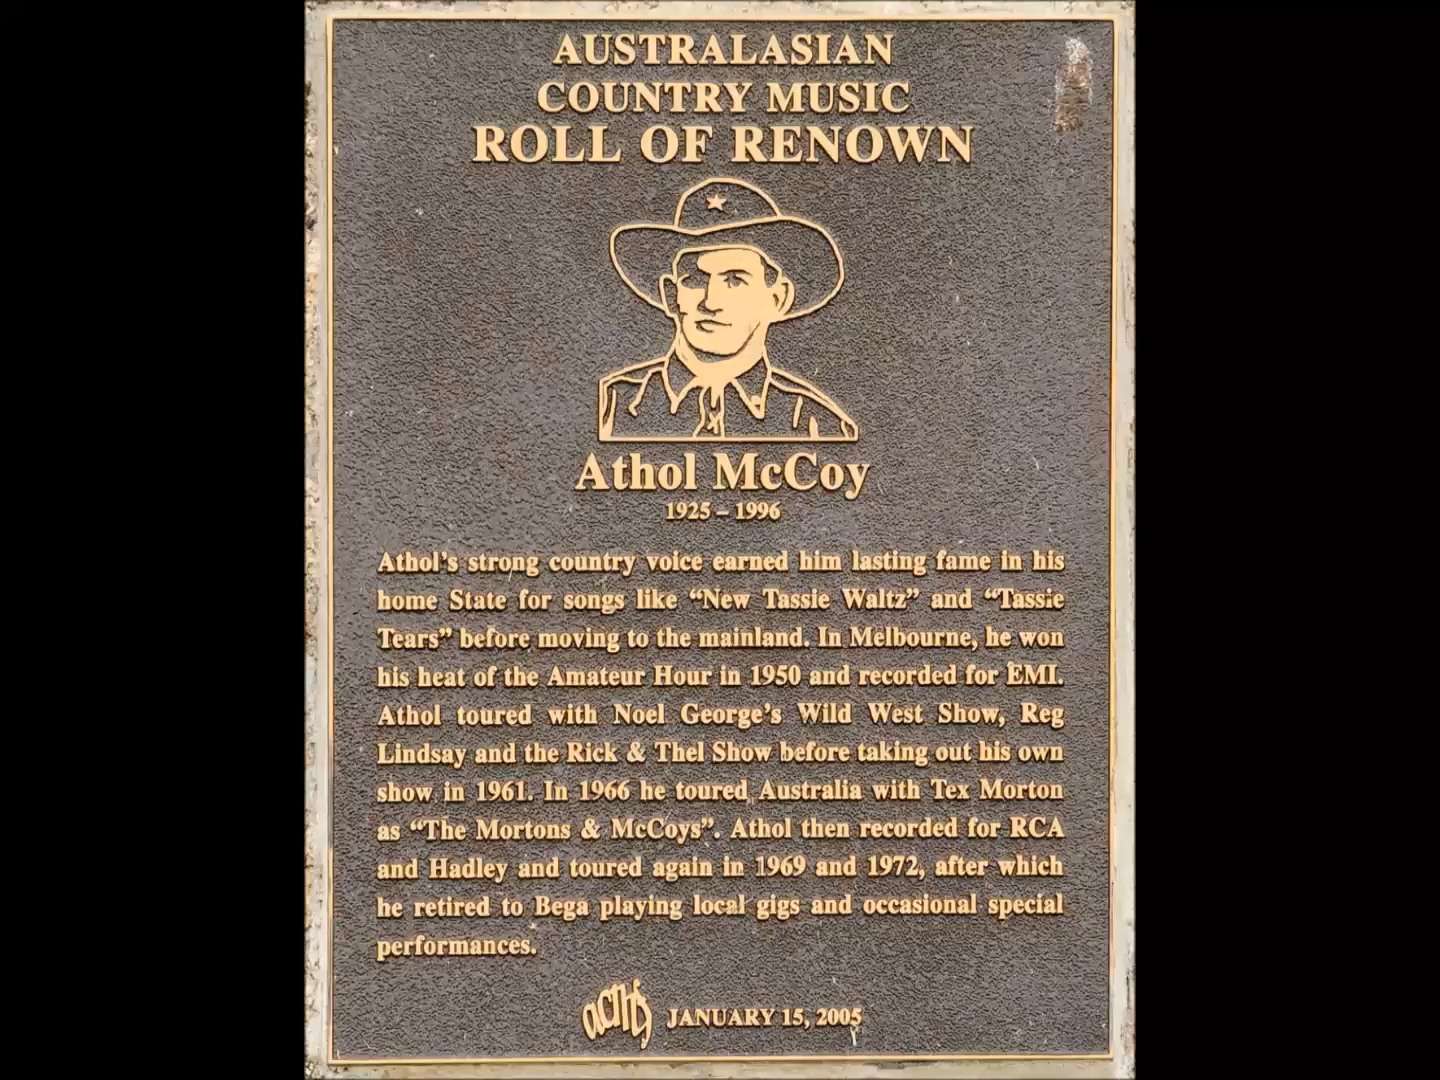 AUSTRALASIAN
COUNTRY MUSIC
ROLL OF RENOWN
Athol McCoy
1925 – 1996
Athol's strong country voice earned him lasting fame in his
home State for songs like “New Tassie Waltz” and “Tassie
Tears” before moving to the mainland. In Melbourne, he won
his heat of the Amateur Hour in 1950 and recorded for EMI.
Athol toured with Noel George's Wild West Show, Reg
Lindsay and the Rick & Thel Show before taking out his own
show in 1961. In 1966 he toured Australia with Tex Morton
as “The Mortons & McCoys”. Athol then recorded for RCA
and Hadley and toured again in 1969 and 1972, after which
he retired to Bega playing local gigs and occasional special
performances.
JANUARY 15, 2005